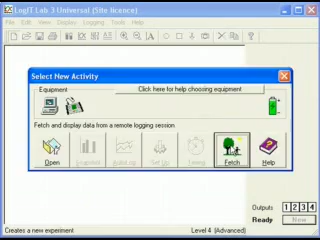 LogIT Lab 3 Universal (Site licence)
File Edit View Display Logging Tools Help
Select New Activity
Equipment
Click here for help choosing equipment
Fetch and display data from a remote logging session
Open Snapshot AutoLog Set Up Timing Fetch Help
Outputs 1 2 3 4
Ready New
Creates a new experiment Level 4 (Advanced)